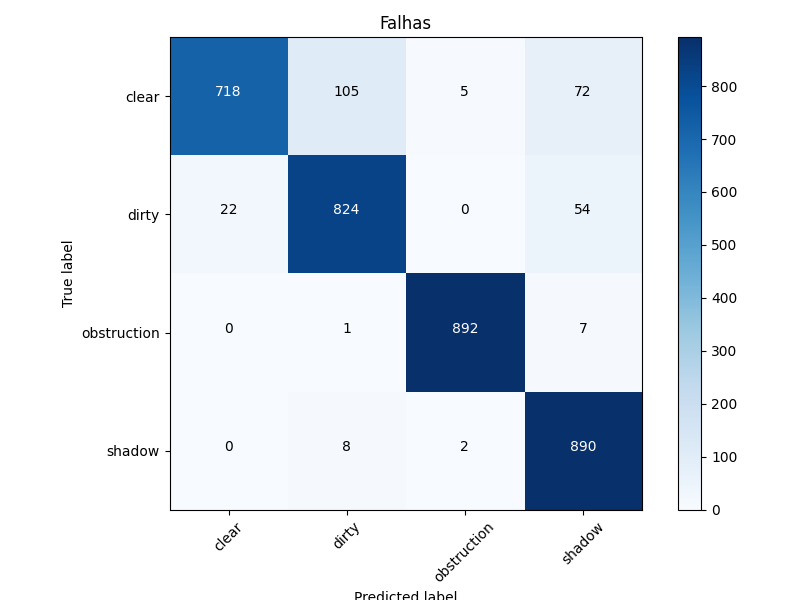 Falhas
clear 718 105 5 72
dirty 22 824 0 54
obstruction 0 1 892 7
shadow 0 8 2 890
clear dirty obstruction shadow
True label
Predicted label
800
700
600
500
400
300
200
100
0